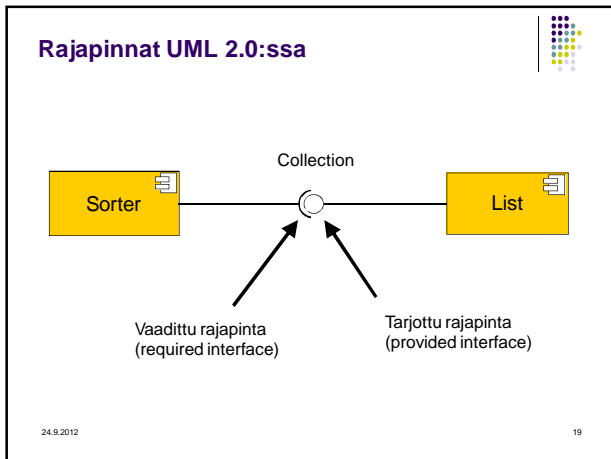 Rajapinnat UML 2.0:ssa
Collection
Sorter
List
Vaadittu rajapinta
(required interface)
Tarjottu rajapinta
(provided interface)
24.9.2012
19